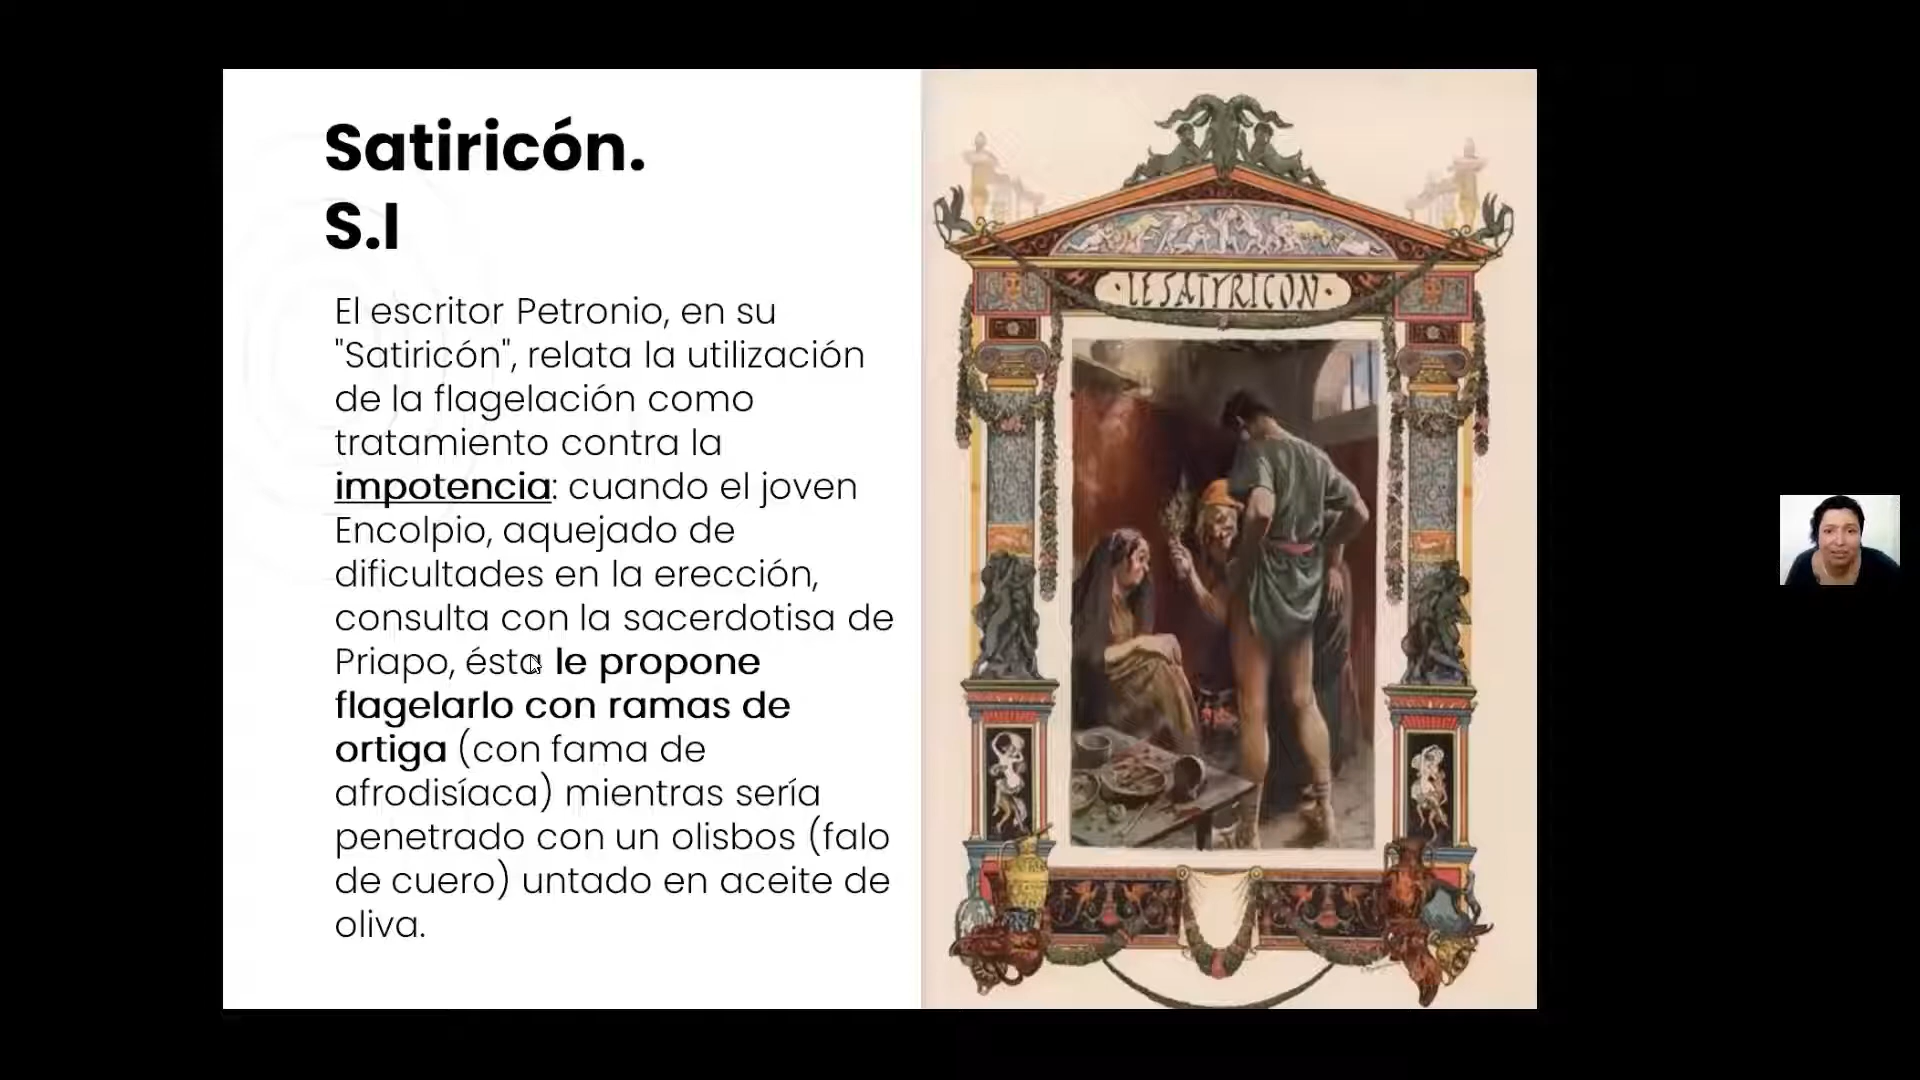 Satiricón.
S.I
El escritor Petronio, en su
"Satiricón", relata la utilización
de la flagelación como
tratamiento contra la
impotencia: cuando el joven
Encolpio, aquejado de
dificultades en la erección,
consulta con la sacerdotisa de
Priapo, ésta le propone
flagelarlo con ramas de
ortiga (con fama de
afrodisíaca) mientras sería
penetrado con un olisbos (falo
de cuero) untado en aceite de
oliva.
·LE SATYRICON·